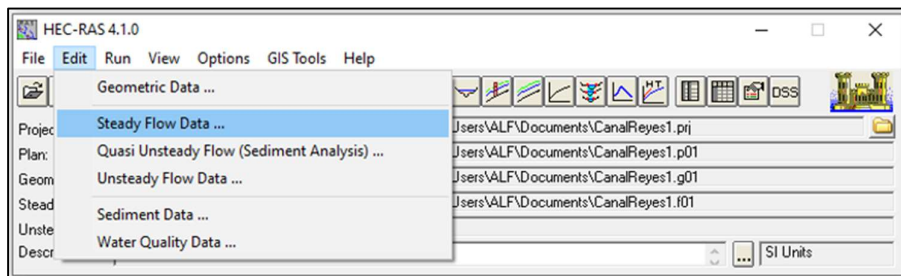 HEC-RAS 4.1.0
File Edit Run View Options GIS Tools Help
Geometric Data ...
DSS
Steady Flow Data ...
Projec
Users\ALF\Documents\CanalReyes1.prj
Quasi Unsteady Flow (Sediment Analysis) ...
Plan:
Users\ALF\Documents\CanalReyes1.p01
Unsteady Flow Data ...
Geom
Users\ALF\Documents\CanalReyes1.g01
Stead
Users\ALF\Documents\CanalReyes1.f01
Sediment Data ...
Unste
Water Quality Data ...
Descr
... SI Units